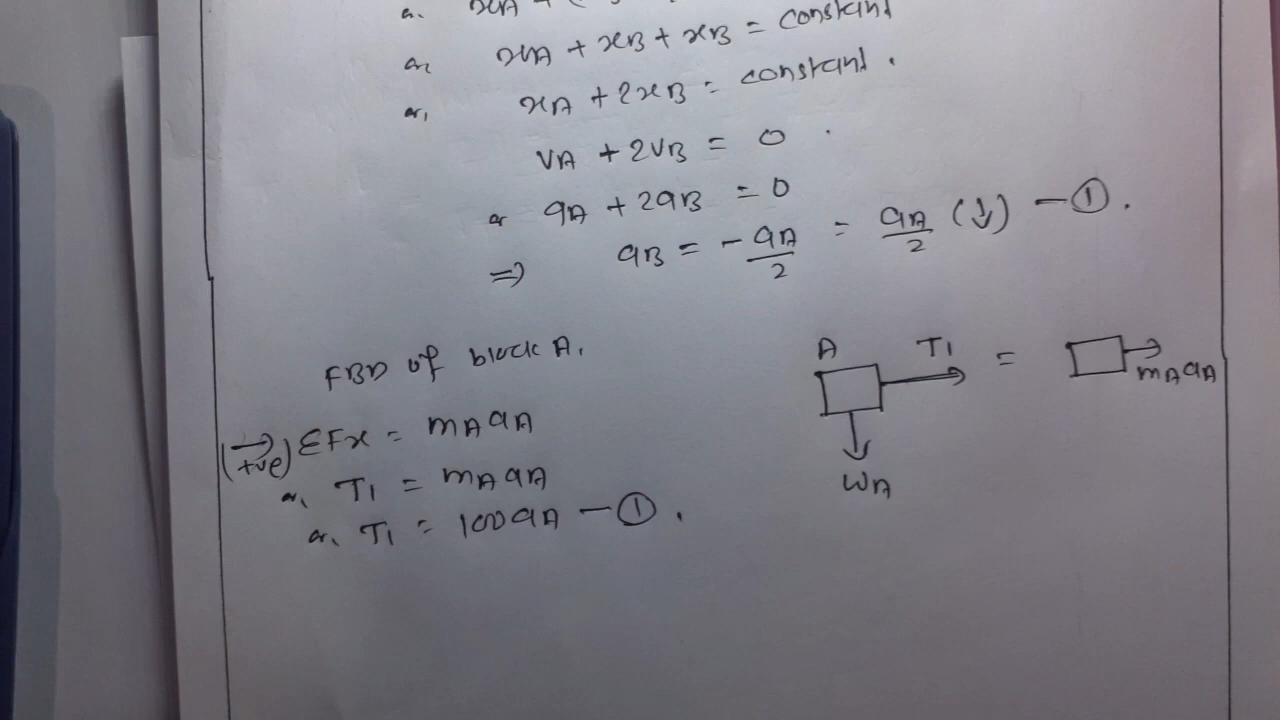 or xA +
or xA + xB + xB = constant
or, xA + 2xB = constant.
VA + 2VB = 0
or aA + 2aB = 0
⇒ aB = -aA/2 = aA/2 (↓) - ①.
FBD of block A.
A T1 = mAaA
WA
(→ +ve) ΣFx = mAaA
or, T1 = mAaA
or, T1 = 100aA - ①.